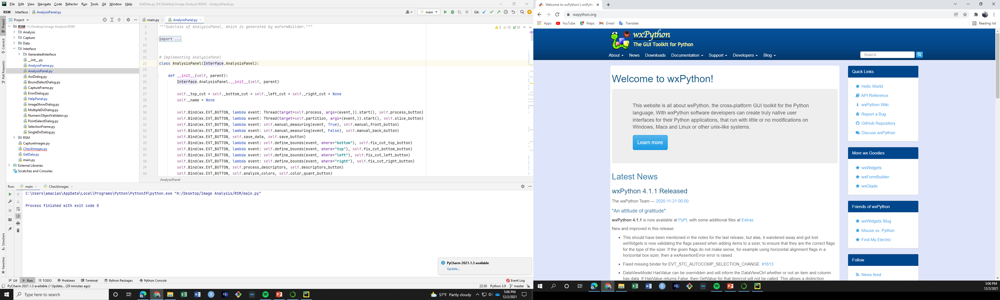 File Edit View Navigate Code Refactor Run Tools Git Window Help GetData.py [H:\Desktop\Image Analysis\RSM] - AnalysisPanel.py
RSM Interface AnalysisPanel.py
main Git:
Project
main.py AnalysisPanel.py
RSM H:\Desktop\Image Analysis\RSM
Analysis
Capture
Data
Interface
GeneratedInterface
__init__.py
AnalysisFrame.py
AnalysisPanel.py
AoiDialog.py
BoundSelectDialog.py
CaptureFrame.py
ErrorDialog.py
HelpPanel.py
ImageShowDialog.py
MultipleDirDialog.py
NumericObjectValidator.py
PointSelectDialog.py
SelectionFrame.py
SingleDirDialog.py
RSM
CaptureImages.py
CheckImages.py
GetData.py
main.py
External Libraries
Scratches and Consoles
Project
Commit
Pull Requests
Structure
Favorites
3 13 31
1 """Subclass of AnalysisPanel, which is generated by wxFormBuilder."""
2
3 import ...
19
20
21 # Implementing AnalysisPanel
22 class AnalysisPanel(Interface.AnalysisPanel):
23
24 def __init__(self, parent):
25 Interface.AnalysisPanel.__init__(self, parent)
26
27 self._top_cut = self._bottom_cut = self._left_cut = self._right_cut = None
28 self._name = None
29
30 self.Bind(wx.EVT_BUTTON, lambda event: Thread(target=self.process, args=(event,)).start(), self.process_button)
31 self.Bind(wx.EVT_BUTTON, lambda event: Thread(target=self.partition, args=(event,)).start(), self.slice_button)
32 self.Bind(wx.EVT_BUTTON, lambda event: self.manual_measuring(event, True), self.manual_front_button)
33 self.Bind(wx.EVT_BUTTON, lambda event: self.manual_measuring(event, False), self.manual_back_button)
34 self.Bind(wx.EVT_BUTTON, self.save_data, self.save_button)
35 self.Bind(wx.EVT_BUTTON, lambda event: self.define_bounds(event, where="bottom"), self.fix_cut_top_button)
36 self.Bind(wx.EVT_BUTTON, lambda event: self.define_bounds(event, where="top"), self.fix_cut_bottom_button)
37 self.Bind(wx.EVT_BUTTON, lambda event: self.define_bounds(event, where="left"), self.fix_cut_left_button)
38 self.Bind(wx.EVT_BUTTON, lambda event: self.define_bounds(event, where="right"), self.fix_cut_right_button)
39 self.Bind(wx.EVT_BUTTON, self.process_descriptors, self.descriptors_button)
40 self.Bind(wx.EVT_BUTTON, self.analyze_colors, self.color_quant_button)
AnalysisPanel
Run: main CheckImages
C:\Users\amacias\AppData\Local\Programs\Python\Python39\python.exe "H:/Desktop/Image Analysis/RSM/main.py"
Process finished with exit code 0
PyCharm 2021.1.3 available
Update...
Git Run TODO Problems Terminal Python Packages Python Console 3 Event Log
PyCharm 2021.1.3 available // Update... (29 minutes ago) 22:30 Python 3.9 master
Type here to search
57°F Partly cloudy
5:06 PM
12/2/2021
Welcome to wxPython! | wxPytho
wxpython.org
Apps YouTube Maps Gmail Translate Reading list
wxPython
The GUI Toolkit for Python
About News Downloads Documentation Support Developers Blog Search
Welcome to wxPython!
This website is all about wxPython, the cross-platform GUI toolkit for the Python
language. With wxPython software developers can create truly native user
interfaces for their Python applications, that run with little or no modifications on
Windows, Macs and Linux or other unix-like systems.
Learn more
Latest News
wxPython 4.1.1 Released
The wxPython Team — 2020-11-21 00:00
"An attitude of gratitude"
wxPython 4.1.1 is now available at PyPI, with some additional files at Extras
New and improved in this release:
• This should have been mentioned in the notes for the last release, but alas, it wandered away and got lost.
wxWidgets is now validating the flags passed when adding items to a sizer, to ensure that they are the correct flags
for the type of the sizer. If the given flags do not make sense, for example using horizontal alignment flags in a
horizontal box sizer, then a wxAssertionError error is raised.
• Fixed missing binder for EVT_STC_AUTOCOMP_SELECTION_CHANGE. #1613
• DataViewModel.HasValue can be overridden and will inform the DataViewCtrl whether or not an item and column
has data. If HasValue returns False, then GetValue for that item/col will not be called. This allows a distinction
Quick Links
Hello World
API Reference
wxPython Wiki
Report a Bug
GitHub Repository
Discuss wxPython
More wx Goodies
wxWidgets
wxFormBuilder
wxGlade
Friends of wxPython
wxWidgets Blog
Mouse vs. Python
Find My Electric
Follow
News feed
5:06 PM
12/2/2021